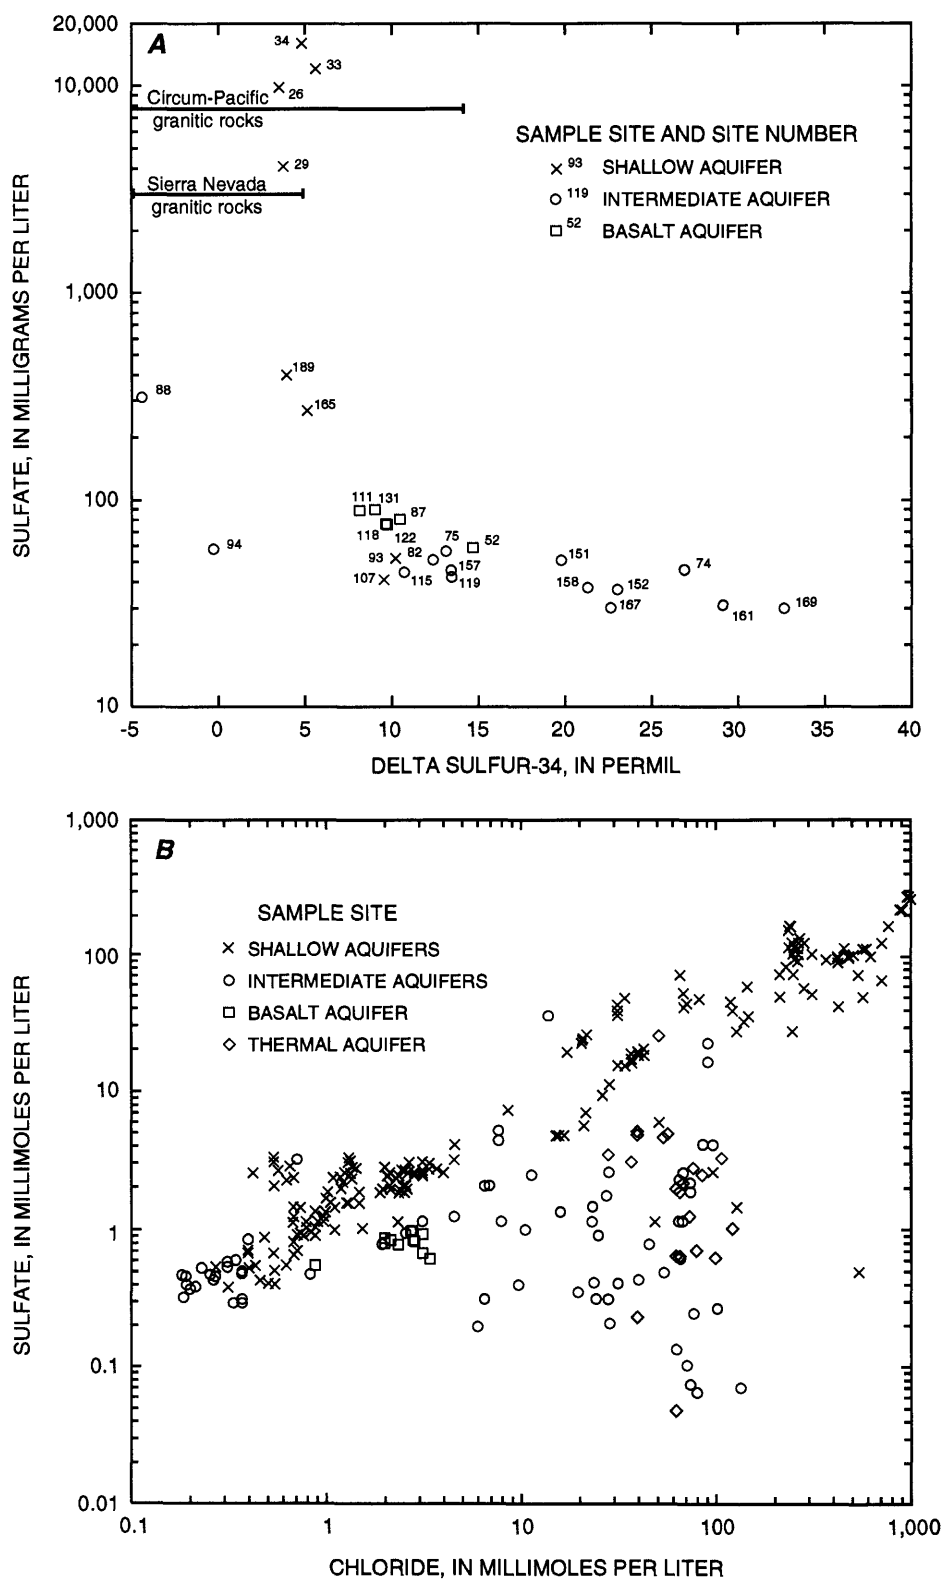 A
20,000
10,000
1,000
100
10
SULFATE, IN MILLIGRAMS PER LITER
34
33
26
Circum-Pacific
granitic rocks
29
Sierra Nevada
granitic rocks
SAMPLE SITE AND SITE NUMBER
93 SHALLOW AQUIFER
119 INTERMEDIATE AQUIFER
52 BASALT AQUIFER
189
88
165
111
131
87
118
122
75
52
94
93
82
151
157
74
107
115
119
158
152
167
161
169
-5 0 5 10 15 20 25 30 35 40
DELTA SULFUR-34, IN PERMIL
B
1,000
100
10
1
0.1
0.01
SULFATE, IN MILLIMOLES PER LITER
SAMPLE SITE
SHALLOW AQUIFERS
INTERMEDIATE AQUIFERS
BASALT AQUIFER
THERMAL AQUIFER
0.1 1 10 100 1,000
CHLORIDE, IN MILLIMOLES PER LITER